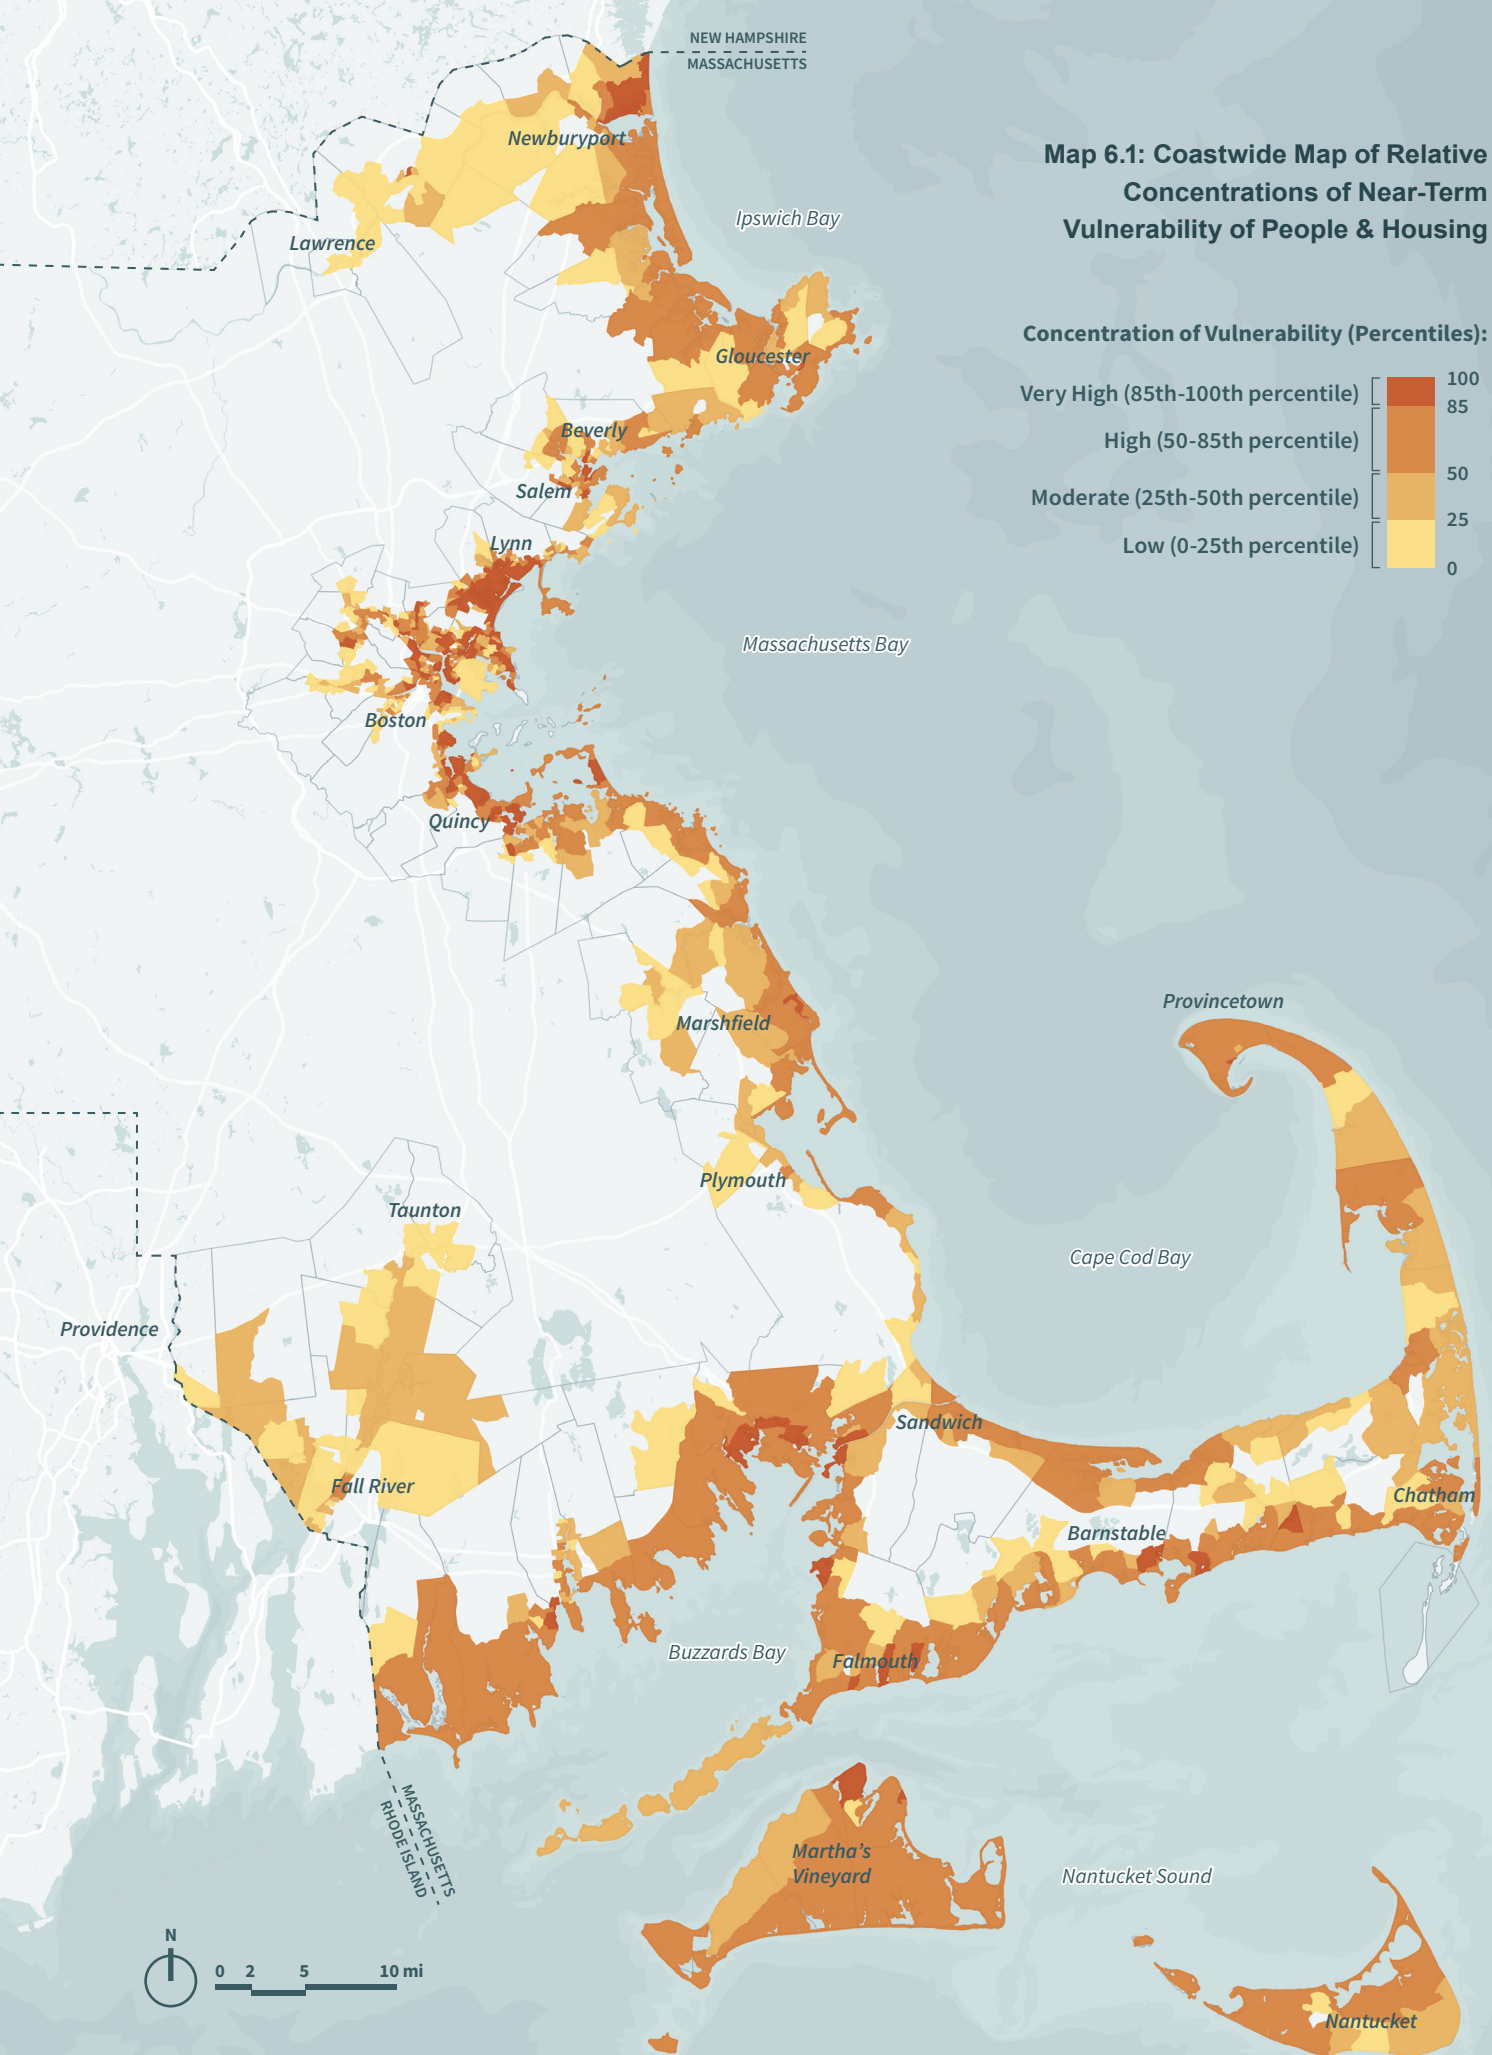 NEW HAMPSHIRE
MASSACHUSETTS
Newburyport
Map 6.1: Coastwide Map of Relative
Concentrations of Near-Term
Vulnerability of People & Housing
Ipswich Bay
Lawrence
Concentration of Vulnerability (Percentiles):
Gloucester
Very High (85th-100th percentile)
100
85
High (50-85th percentile)
50
Moderate (25th-50th percentile)
25
Low (0-25th percentile)
0
Beverly
Salem
Lynn
Massachusetts Bay
Boston
Quincy
Provincetown
Marshfield
Plymouth
Taunton
Cape Cod Bay
Providence
Sandwich
Fall River
Chatham
Barnstable
Buzzards Bay
Falmouth
MASSACHUSETTS
RHODE ISLAND
Martha's
Vineyard
Nantucket Sound
N
0 2 5 10 mi
Nantucket